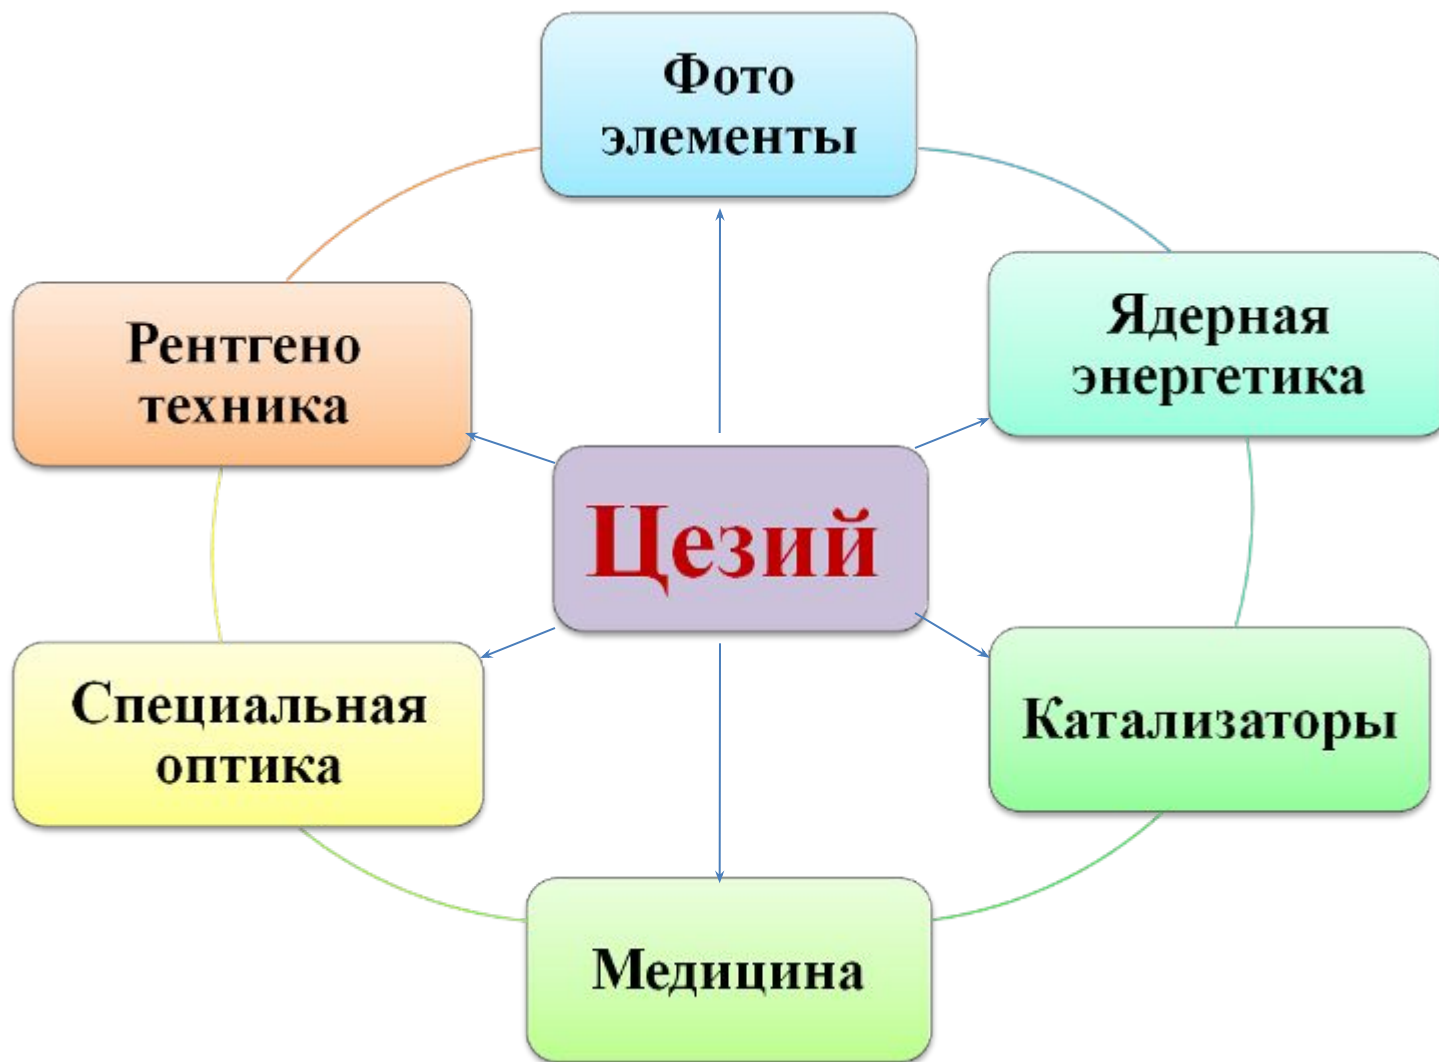 Фото
элементы
Ядерная
энергетика
Рентгено
техника
Цезий
Специальная
оптика
Катализаторы
Медицина